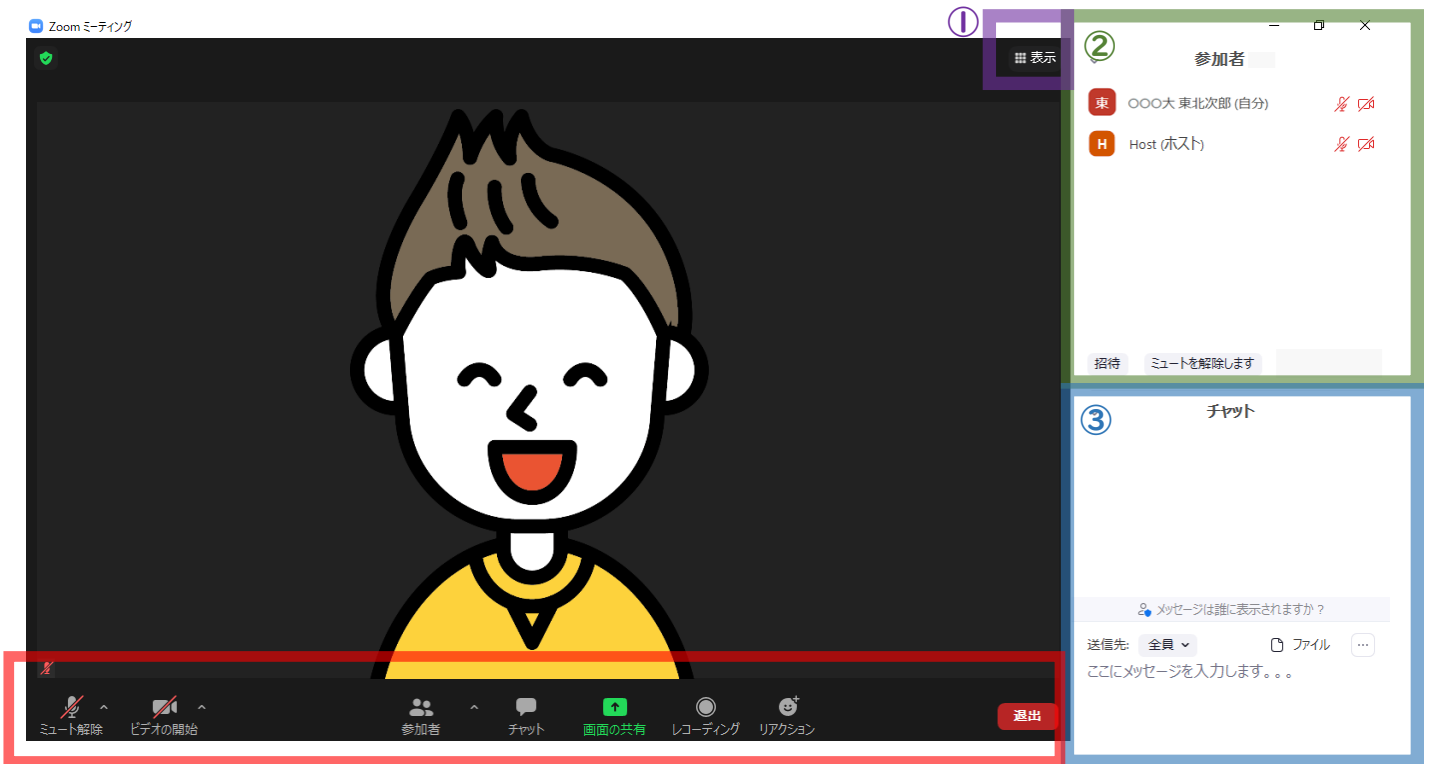 Zoom ミーティング
①
表示
②
参加者
東 〇〇〇大 東北次郎 (自分)
H Host (ホスト)
招待 ミュートを解除します
③
チャット
メッセージは誰に表示されますか?
送信先: 全員 ファイル ...
ここにメッセージを入力します。。。
ミュート解除 ビデオの開始 参加者 チャット 画面の共有 レコーディング リアクション 退出